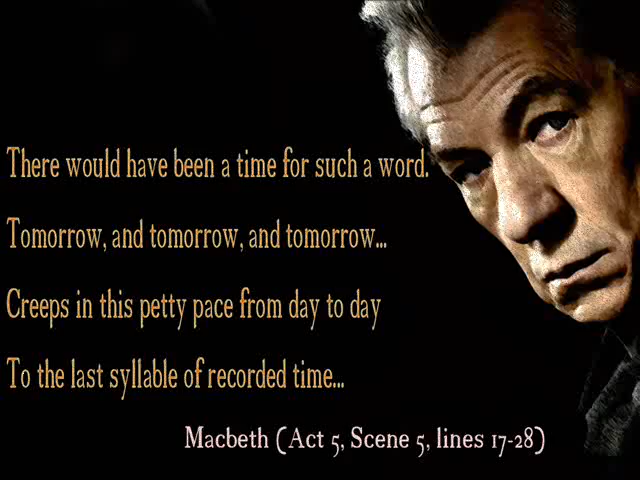 There would have been a time for such a word.
Tomorrow, and tomorrow, and tomorrow...
Creeps in this petty pace from day to day
To the last syllable of recorded time...
Macbeth (Act 5, Scene 5, lines 17-28)